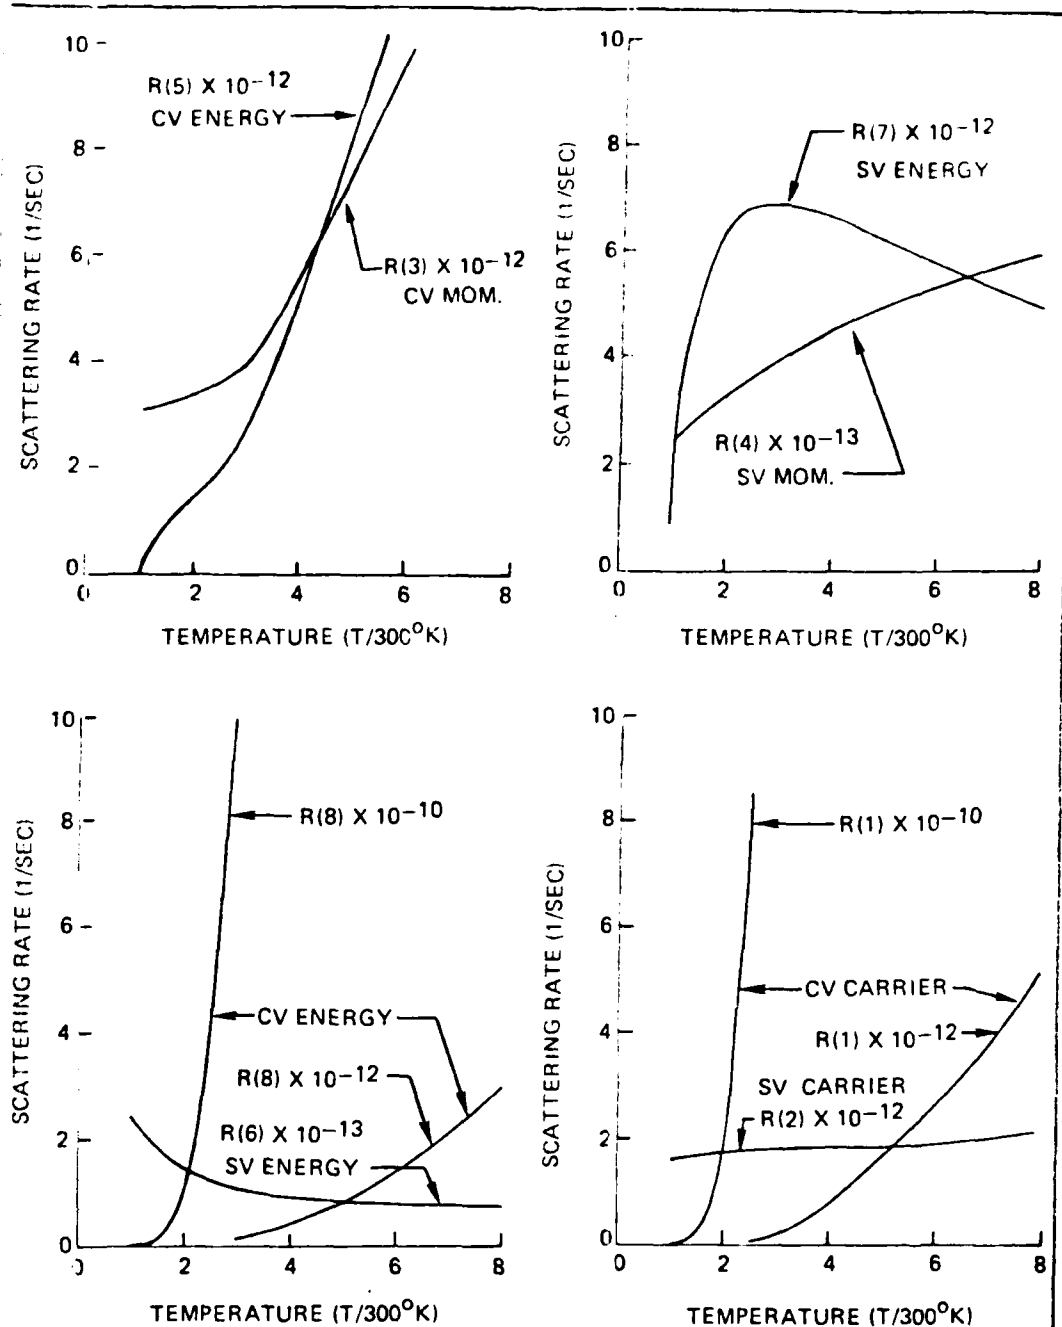 10
8
6
4
2
0
SCATTERING RATE (1/SEC)
R(5) X 10-12
CV ENERGY
R(3) X 10-12
CV MOM.
0 2 4 6 8
TEMPERATURE (T/300oK)
10
8
6
4
2
0
SCATTERING RATE (1/SEC)
R(7) X 10-12
SV ENERGY
R(4) X 10-13
SV MOM.
0 2 4 6 8
TEMPERATURE (T/300oK)
10
8
6
4
2
0
SCATTERING RATE (1/SEC)
R(8) X 10-10
CV ENERGY
R(8) X 10-12
R(6) X 10-13
SV ENERGY
0 2 4 6 8
TEMPERATURE (T/300oK)
10
8
6
4
2
0
SCATTERING RATE (1/SEC)
R(1) X 10-10
CV CARRIER
R(1) X 10-12
SV CARRIER
R(2) X 10-12
0 2 4 6 8
TEMPERATURE (T/300oK)